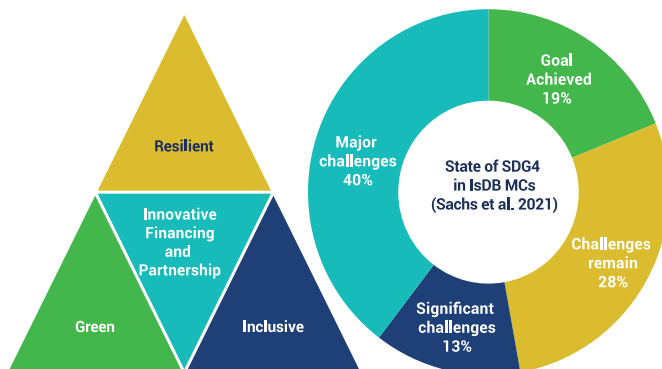 Resilient
Innovative
Financing
and
Partnership
Green
Inclusive
Goal
Achieved
19%
Major
challenges
40%
State of SDG4
in IsDB MCs
(Sachs et al. 2021)
Challenges
remain
28%
Significant
challenges
13%